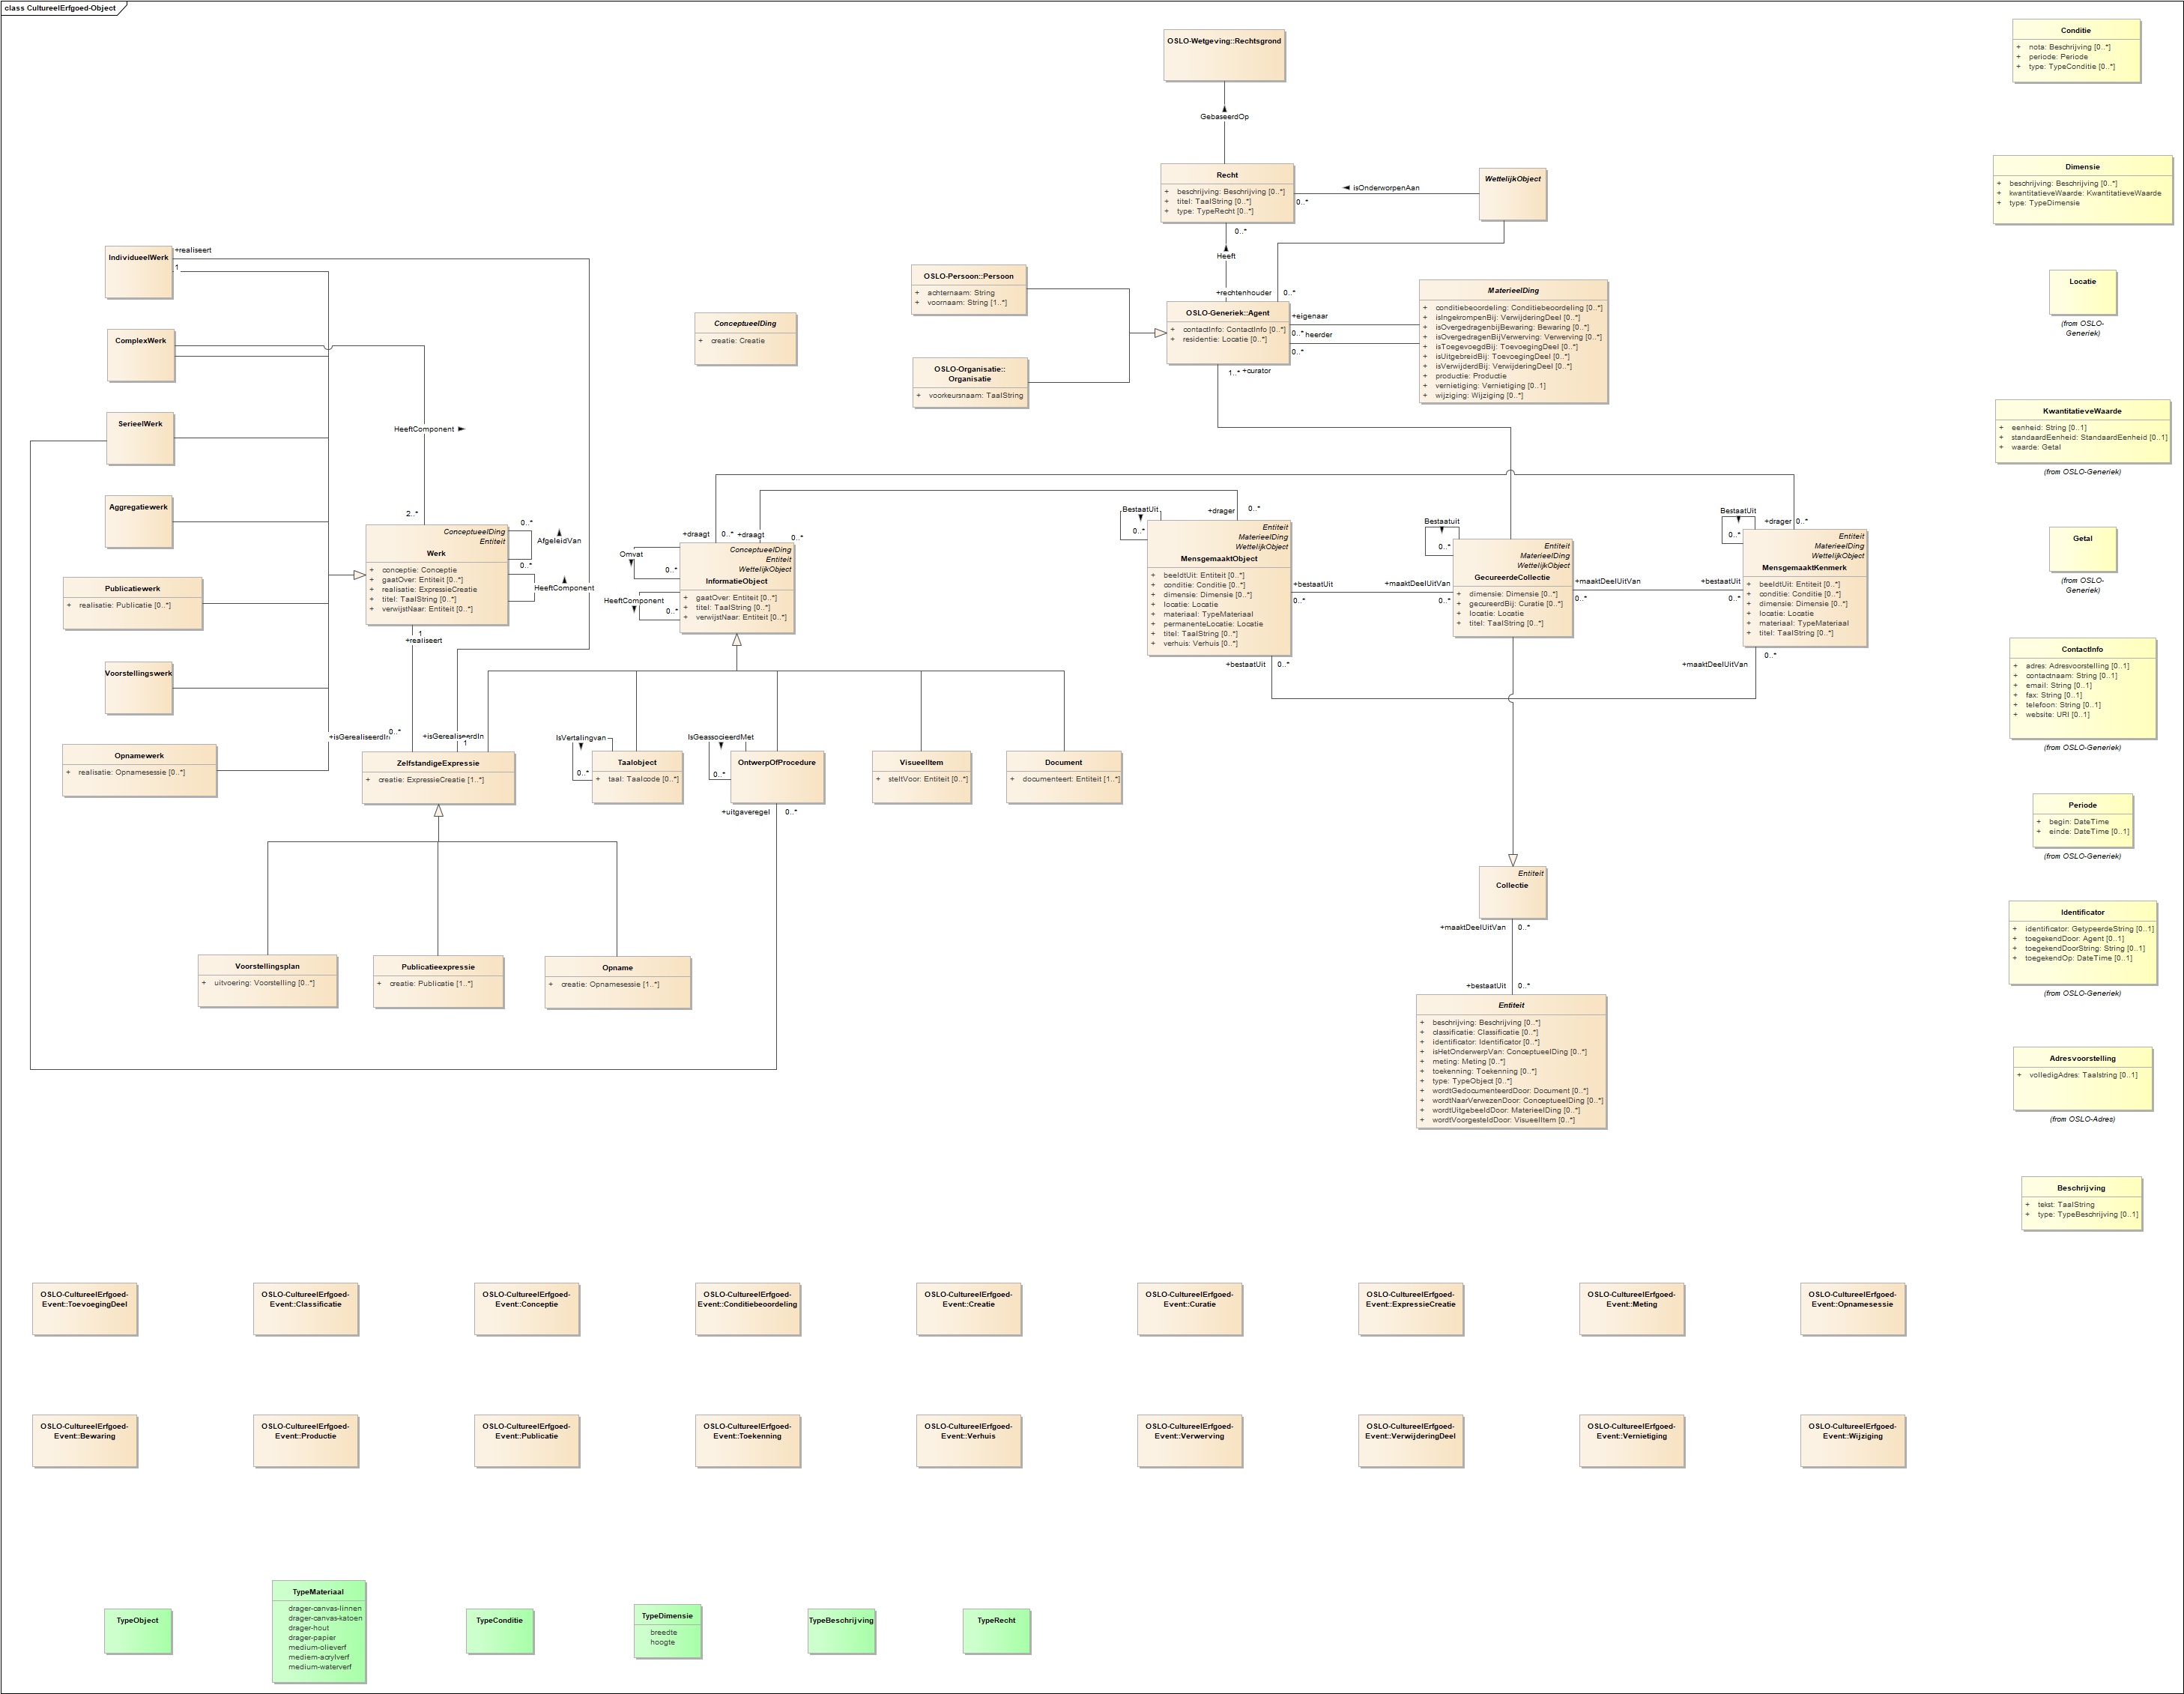 class CultureelErfgoed-Object
OSLO-Wetgeving::Rechtsgrond
GebaseerdOp
Recht
+ beschrijving: Beschrijving [0..*]
+ titel: TaalString [0..*]
+ type: TypeRecht [0..*]
isOnderworpenAan
0..*
WettelijkObject
0..*
Heeft
+rechtenhouder
0..*
OSLO-Persoon::Persoon
+ achternaam: String
+ voornaam: String [1..*]
OSLO-Organisatie::
Organisatie
+ voorkeursnaam: TaalString
OSLO-Generiek::Agent
+ contactInfo: ContactInfo [0..*]
+ residentie: Locatie [0..*]
+eigenaar
0..* heerder
0..*
1..* +curator
MaterieelDing
+ conditiebeoordeling: Conditiebeoordeling [0..*]
+ isIngekrompenBij: VerwijderingDeel [0..*]
+ isOvergedragenbijBewaring: Bewaring [0..*]
+ isOvergedragenBijVerwerving: Verwerving [0..*]
+ isToegevoegdBij: ToevoegingDeel [0..*]
+ isUitgebreidBij: ToevoegingDeel [0..*]
+ isVerwijderdBij: VerwijderingDeel [0..*]
+ productie: Productie
+ vernietiging: Vernietiging [0..1]
+ wijziging: Wijziging [0..*]
ConceptueelDing
+ creatie: Creatie
IndividueelWerk
+realiseert
1
ComplexWerk
SerieelWerk
Aggregatiewerk
Publicatiewerk
+ realisatie: Publicatie [0..*]
Voorstellingswerk
Opnamewerk
+ realisatie: Opnamesessie [0..*]
HeeftComponent
2..*
ConceptueelDing
Entiteit
Werk
+ conceptie: Conceptie
+ gaatOver: Entiteit [0..*]
+ realisatie: ExpressieCreatie
+ titel: TaalString [0..*]
+ verwijstNaar: Entiteit [0..*]
0..*
AfgeleidVan
0..*
HeeftComponent
1
+realiseert
+isGerealiseerdIn
0..*
+isGerealiseerdIn
1
+draagt
0..*
+draagt
0..*
Omvat
0..*
HeeftComponent
0..*
ConceptueelDing
Entiteit
WettelijkObject
InformatieObject
+ gaatOver: Entiteit [0..*]
+ titel: TaalString [0..*]
+ verwijstNaar: Entiteit [0..*]
BestaatUit
0..*
+drager
0..*
Entiteit
MaterieelDing
WettelijkObject
MensgemaaktObject
+ beeldtUit: Entiteit [0..*]
+ conditie: Conditie [0..*]
+ dimensie: Dimensie [0..*]
+ locatie: Locatie
+ materiaal: TypeMateriaal
+ permanenteLocatie: Locatie
+ titel: TaalString [0..*]
+ verhuis: Verhuis [0..*]
+bestaatUit
0..*
+maaktDeelUitVan
0..*
Bestaatuit
0..*
Entiteit
MaterieelDing
WettelijkObject
GecureerdeCollectie
+ dimensie: Dimensie [0..*]
+ gecureerdBij: Curatie [0..*]
+ locatie: Locatie
+ titel: TaalString [0..*]
+maaktDeelUitVan
0..*
+bestaatUit
0..*
BestaatUit
0..*
+drager
0..*
Entiteit
MaterieelDing
WettelijkObject
MensgemaaktKenmerk
+ beeldtUit: Entiteit [0..*]
+ conditie: Conditie [0..*]
+ dimensie: Dimensie [0..*]
+ locatie: Locatie
+ materiaal: TypeMateriaal
+ titel: TaalString [0..*]
+bestaatUit
0..*
+maaktDeelUitVan
0..*
ZelfstandigeExpressie
+ creatie: ExpressieCreatie [1..*]
IsVertalingvan
0..*
Taalobject
+ taal: Taalcode [0..*]
IsGeassocieerdMet
0..*
OntwerpOfProcedure
+uitgaveregel
0..*
VisueelItem
+ steltVoor: Entiteit [0..*]
Document
+ documenteert: Entiteit [1..*]
Voorstellingsplan
+ uitvoering: Voorstelling [0..*]
Publicatieexpressie
+ creatie: Publicatie [1..*]
Opname
+ creatie: Opnamesessie [1..*]
Entiteit
Collectie
+maaktDeelUitVan
0..*
+bestaatUit
0..*
Entiteit
+ beschrijving: Beschrijving [0..*]
+ classificatie: Classificatie [0..*]
+ identificator: Identificator [0..*]
+ isHetOnderwerpVan: ConceptueelDing [0..*]
+ meting: Meting [0..*]
+ toekenning: Toekenning [0..*]
+ type: TypeObject [0..*]
+ wordtGedocumenteerdDoor: Document [0..*]
+ wordtNaarVerwezenDoor: ConceptueelDing [0..*]
+ wordtUitgebeeldDoor: MaterieelDing [0..*]
+ wordtVoorgesteldDoor: VisueelItem [0..*]
Conditie
+ nota: Beschrijving [0..*]
+ periode: Periode
+ type: TypeConditie [0..*]
Dimensie
+ beschrijving: Beschrijving [0..*]
+ kwantitatieveWaarde: KwantitatieveWaarde
+ type: TypeDimensie
Locatie
(from OSLO-
Generiek)
KwantitatieveWaarde
+ eenheid: String [0..1]
+ standaardEenheid: StandaardEenheid [0..1]
+ waarde: Getal
(from OSLO-Generiek)
Getal
(from OSLO-
Generiek)
ContactInfo
+ adres: Adresvoorstelling [0..1]
+ contactnaam: String [0..1]
+ email: String [0..1]
+ fax: String [0..1]
+ telefoon: String [0..1]
+ website: URI [0..1]
(from OSLO-Generiek)
Periode
+ begin: DateTime
+ einde: DateTime [0..1]
(from OSLO-Generiek)
Identificator
+ identificator: GetypeerdeString [0..1]
+ toegekendDoor: Agent [0..1]
+ toegekendDoorString: String [0..1]
+ toegekendOp: DateTime [0..1]
(from OSLO-Generiek)
Adresvoorstelling
+ volledigAdres: Taalstring [0..1]
(from OSLO-Adres)
Beschrijving
+ tekst: TaalString
+ type: TypeBeschrijving [0..1]
OSLO-CultureelErfgoed-
Event::ToevoegingDeel
OSLO-CultureelErfgoed-
Event::Classificatie
OSLO-CultureelErfgoed-
Event::Conceptie
OSLO-CultureelErfgoed-
Event::Conditiebeoordeling
OSLO-CultureelErfgoed-
Event::Creatie
OSLO-CultureelErfgoed-
Event::Curatie
OSLO-CultureelErfgoed-
Event::ExpressieCreatie
OSLO-CultureelErfgoed-
Event::Meting
OSLO-CultureelErfgoed-
Event::Opnamesessie
OSLO-CultureelErfgoed-
Event::Bewaring
OSLO-CultureelErfgoed-
Event::Productie
OSLO-CultureelErfgoed-
Event::Publicatie
OSLO-CultureelErfgoed-
Event::Toekenning
OSLO-CultureelErfgoed-
Event::Verhuis
OSLO-CultureelErfgoed-
Event::Verwerving
OSLO-CultureelErfgoed-
Event::VerwijderingDeel
OSLO-CultureelErfgoed-
Event::Vernietiging
OSLO-CultureelErfgoed-
Event::Wijziging
TypeObject
TypeMateriaal
drager-canvas-linnen
drager-canvas-katoen
drager-hout
drager-papier
medium-olieverf
mediem-acrylverf
medium-waterverf
TypeConditie
TypeDimensie
breedte
hoogte
TypeBeschrijving
TypeRecht